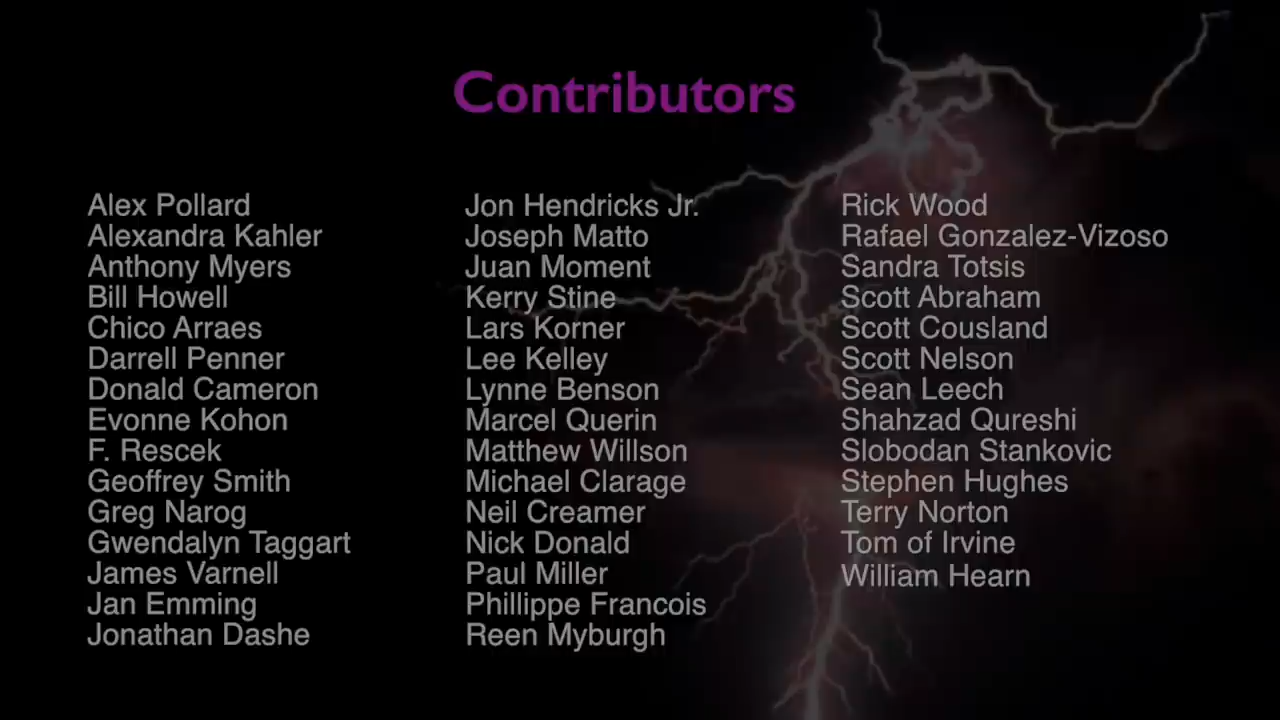 Contributors
Alex Pollard
Alexandra Kahler
Anthony Myers
Bill Howell
Chico Arraes
Darrell Penner
Donald Cameron
Evonne Kohon
F. Rescek
Geoffrey Smith
Greg Narog
Gwendalyn Taggart
James Varnell
Jan Emming
Jonathan Dashe
Jon Hendricks Jr.
Joseph Matto
Juan Moment
Kerry Stine
Lars Korner
Lee Kelley
Lynne Benson
Marcel Querin
Matthew Willson
Michael Clarage
Neil Creamer
Nick Donald
Paul Miller
Phillippe Francois
Reen Myburgh
Rick Wood
Rafael Gonzalez-Vizoso
Sandra Totsis
Scott Abraham
Scott Cousland
Scott Nelson
Sean Leech
Shahzad Qureshi
Slobodan Stankovic
Stephen Hughes
Terry Norton
Tom of Irvine
William Hearn